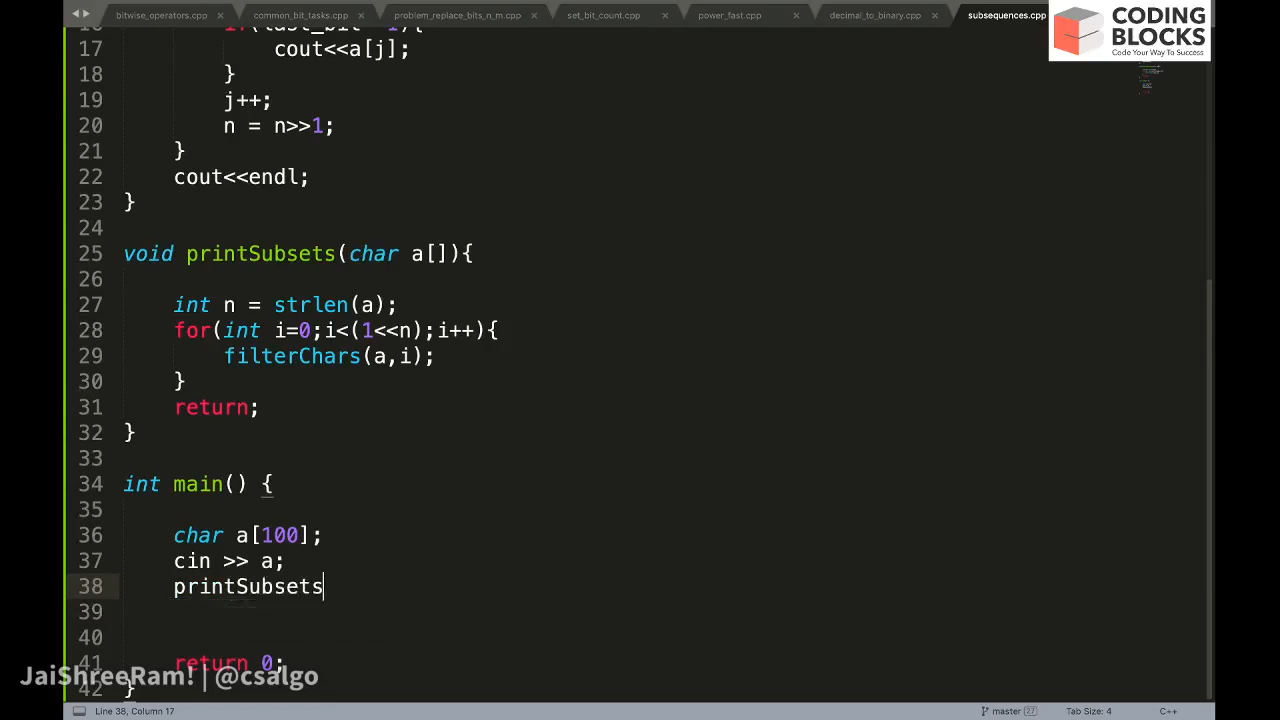 bitwise_operators.cpp × common_bit_tasks.cpp × problem_replace_bits_n_m.cpp × set_bit_count.cpp × power_fast.cpp × decimal_to_binary.cpp × subsequences.cpp
CODING
BLOCKS
Code Your Way To Success
17 cout<<a[j];
18 }
19 j++;
20 n = n>>1;
21 }
22 cout<<endl;
23 }
24
25 void printSubsets(char a[]){
26
27 int n = strlen(a);
28 for(int i=0;i<(1<<n);i++){
29 filterChars(a,i);
30 }
31 return;
32 }
33
34 int main() {
35
36 char a[100];
37 cin >> a;
38 printSubsets
39
40
41 return 0;
42 }
JaiShreeRam! | @csalgo
Line 38, Column 17 master 27 Tab Size: 4 C++